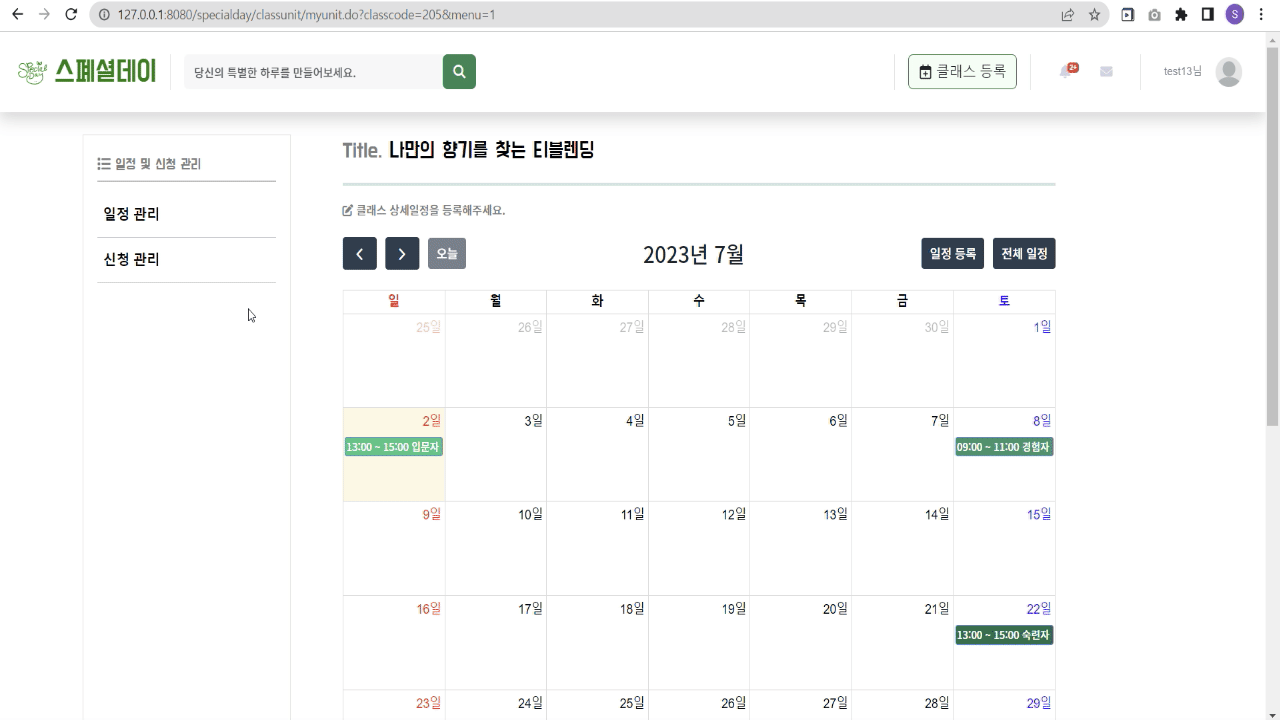 127.0.0.1:8080/specialday/classunit/myunit.do?classcode=205&menu=1
S
Special Day 스페셜데이
당신의 특별한 하루를 만들어보세요.
클래스 등록
2+
test13님
일정 및 신청 관리
일정 관리
신청 관리
Title. 나만의 향기를 찾는 티블렌딩
클래스 상세일정을 등록해주세요.
오늘
2023년 7월
일정 등록 전체 일정
일 월 화 수 목 금 토
25일 26일 27일 28일 29일 30일 1일
2일 3일 4일 5일 6일 7일 8일
13:00 ~ 15:00 입문자 09:00 ~ 11:00 경험자
9일 10일 11일 12일 13일 14일 15일
16일 17일 18일 19일 20일 21일 22일
13:00 ~ 15:00 숙련자
23일 24일 25일 26일 27일 28일 29일